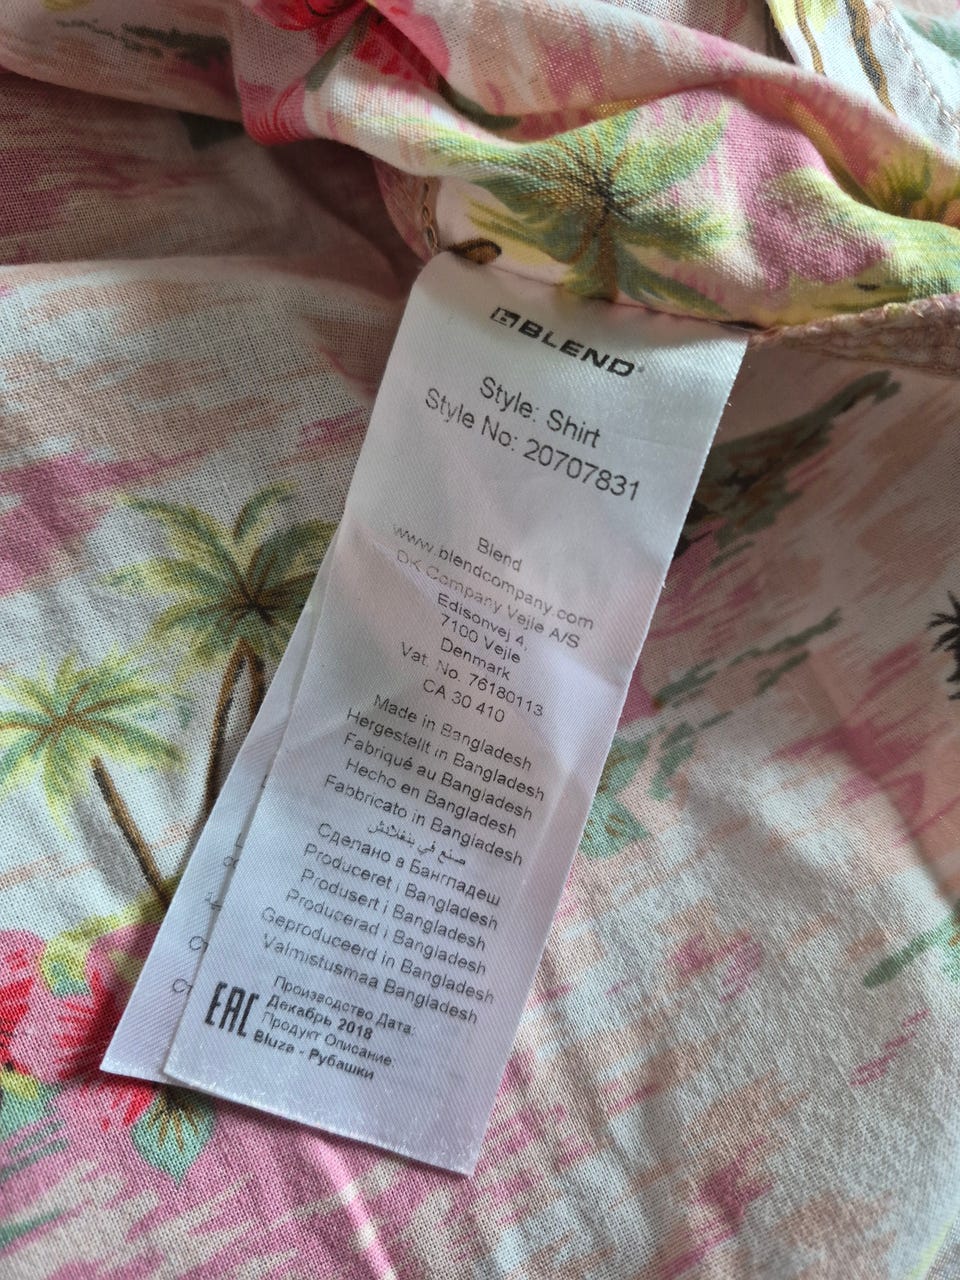 BLEND®
Style: Shirt
Style No: 20707831
Blend
www.blendcompany.com
DK Company Vejle A/S
Edisonvej 4,
7100 Vejle
Denmark
Vat. No. 76180113
CA 30 410
Made in Bangladesh
Hergestellt in Bangladesh
Fabriqué au Bangladesh
Hecho en Bangladesh
Fabbricato in Bangladesh
صنع في بنغلادش
Сделано в Бангладеш
Produceret i Bangladesh
Produsert i Bangladesh
Producerad i Bangladesh
Geproduceerd in Bangladesh
Valmistusmaa Bangladesh
EAC
Производство Дата:
Декабрь 2018
Продукт Описание:
Bluza - Рубашки